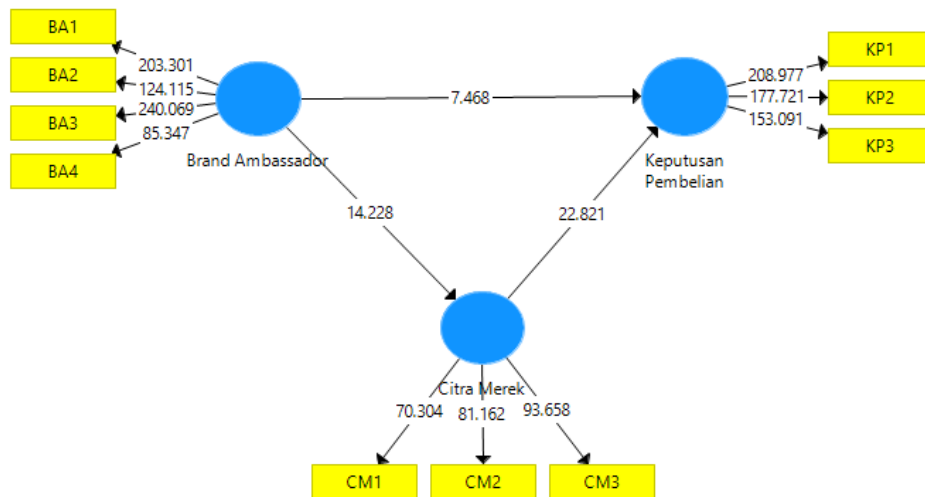 BA1
BA2
BA3
BA4
203.301
124.115
240.069
85.347
Brand Ambassador
7.468
14.228
22.821
Keputusan
Pembelian
208.977
177.721
153.091
KP1
KP2
KP3
Citra Merek
70.304
81.162
93.658
CM1
CM2
CM3